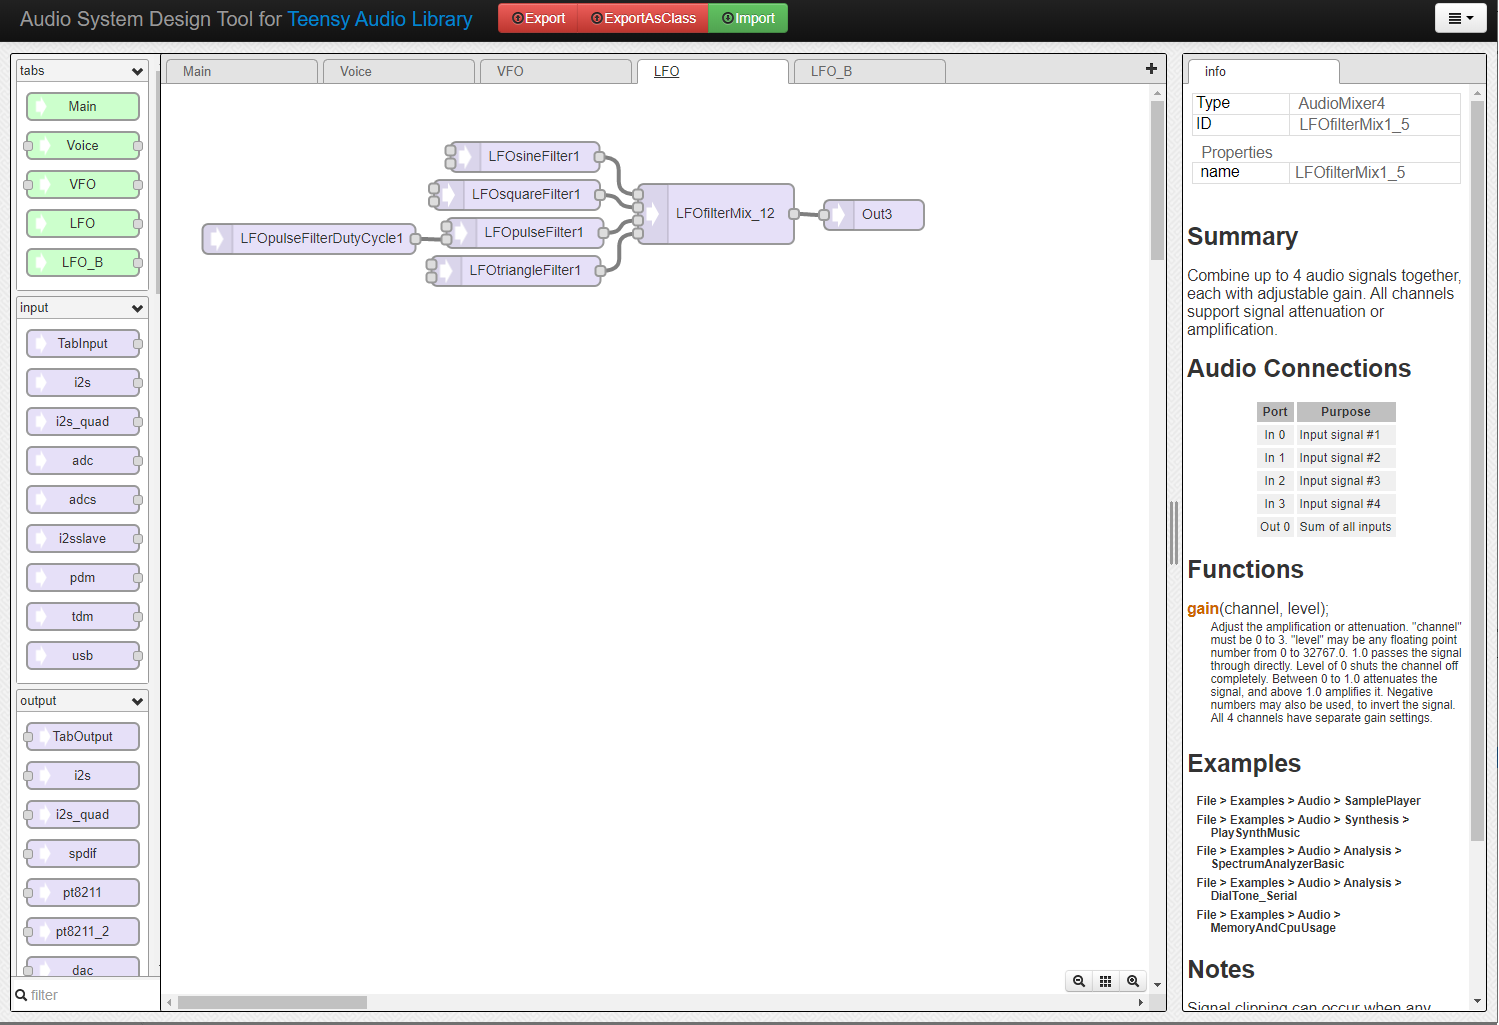 Audio System Design Tool for Teensy Audio Library
Export
ExportAsClass
Import
tabs
Main
Voice
VFO
LFO
LFO_B
input
TabInput
i2s
i2s_quad
adc
adcs
i2sslave
pdm
tdm
usb
output
TabOutput
i2s
i2s_quad
spdif
pt8211
pt8211_2
dac
filter
Main
Voice
VFO
LFO
LFO_B
LFOsineFilter1
LFOsquareFilter1
LFOpulseFilterDutyCycle1
LFOpulseFilter1
LFOtriangleFilter1
LFOfilterMix_12
Out3
info
Type AudioMixer4
ID LFOfilterMix1_5
Properties
name LFOfilterMix1_5
Summary
Combine up to 4 audio signals together,
each with adjustable gain. All channels
support signal attenuation or
amplification.
Audio Connections
Port Purpose
In 0 Input signal #1
In 1 Input signal #2
In 2 Input signal #3
In 3 Input signal #4
Out 0 Sum of all inputs
Functions
gain(channel, level);
Adjust the amplification or attenuation. "channel"
must be 0 to 3. "level" may be any floating point
number from 0 to 32767.0. 1.0 passes the signal
through directly. Level of 0 shuts the channel off
completely. Between 0 to 1.0 attenuates the
signal, and above 1.0 amplifies it. Negative
numbers may also be used, to invert the signal.
All 4 channels have separate gain settings.
Examples
File > Examples > Audio > SamplePlayer
File > Examples > Audio > Synthesis >
PlaySynthMusic
File > Examples > Audio > Analysis >
SpectrumAnalyzerBasic
File > Examples > Audio > Analysis >
DialTone_Serial
File > Examples > Audio >
MemoryAndCpuUsage
Notes
Signal clipping can occur when any